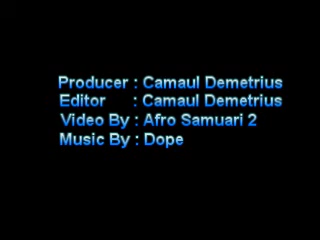 Producer : Camaul Demetrius
Editor : Camaul Demetrius
Video By : Afro Samuari 2
Music By : Dope